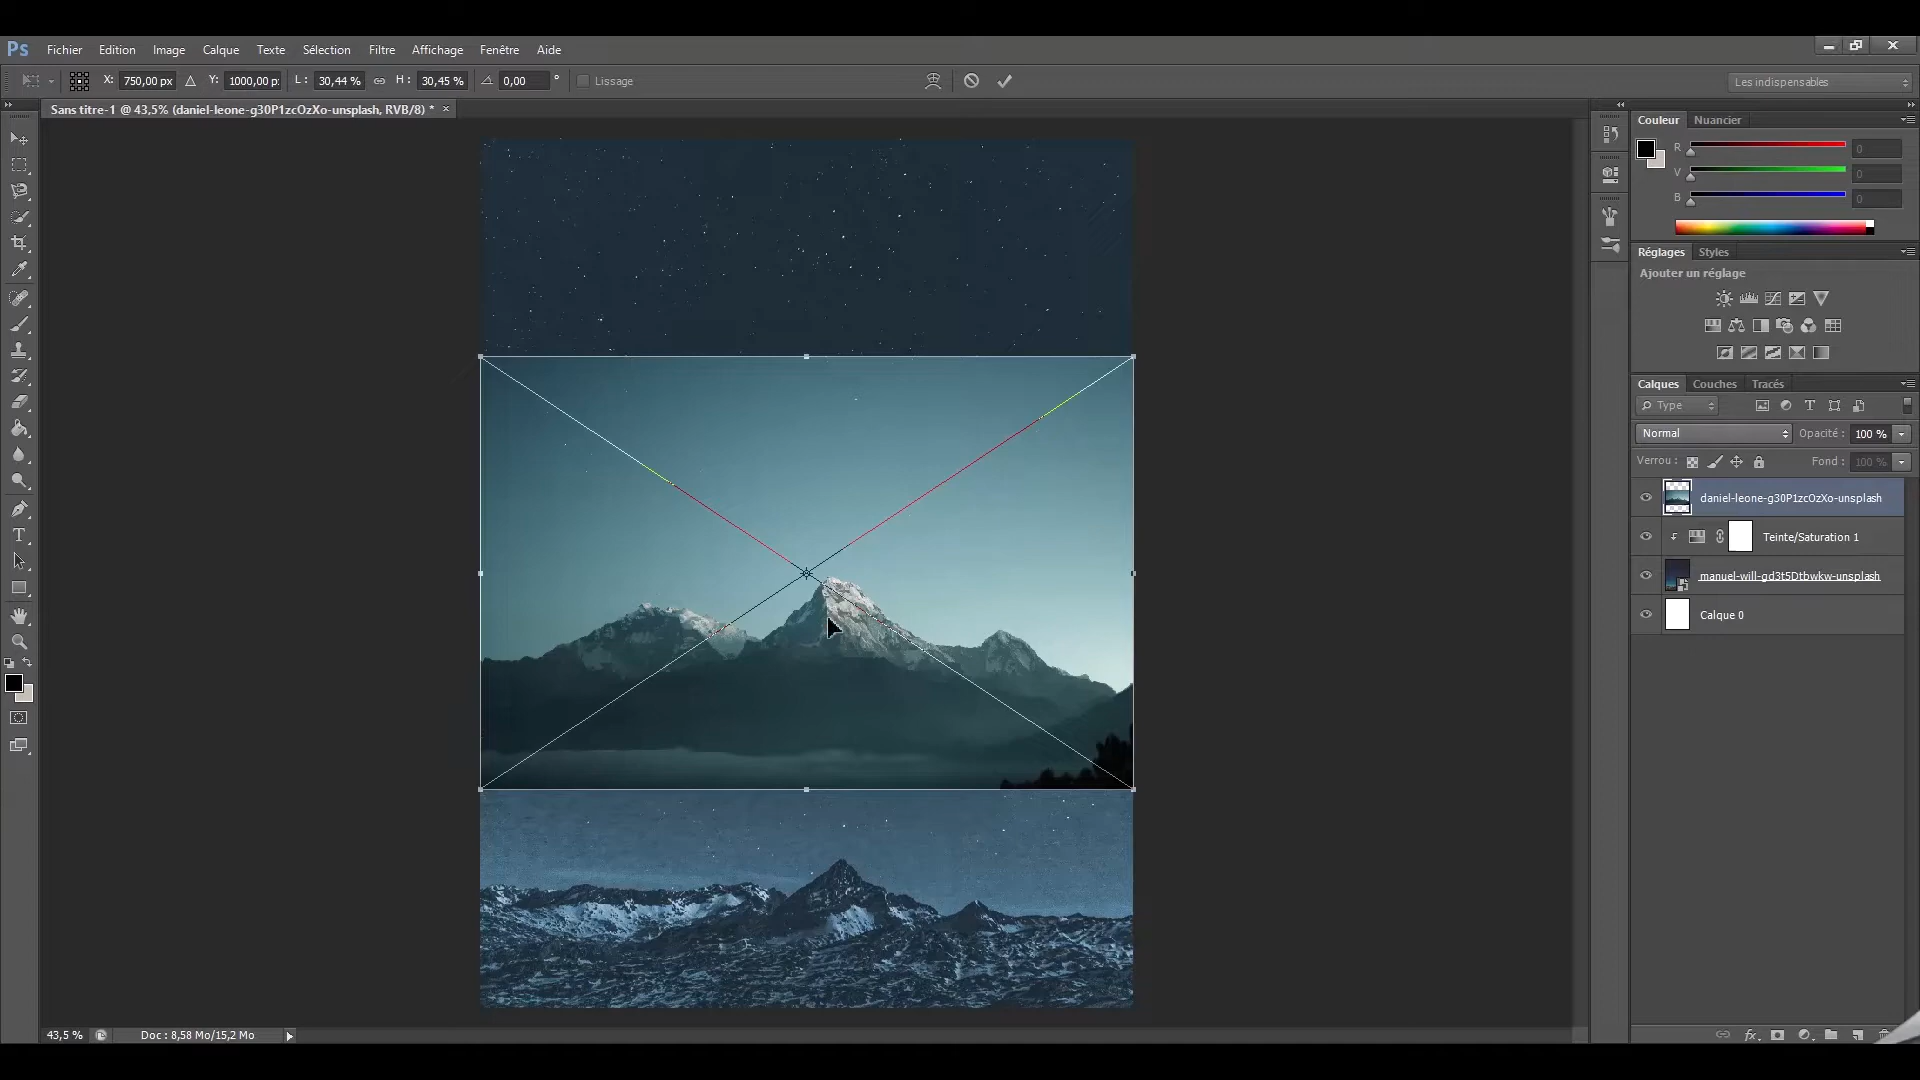 Ps Fichier Edition Image Calque Texte Sélection Filtre Affichage Fenêtre Aide
X: 750,00 px Y: 1000,00 p: L : 30,44 % H : 30,45 % 0,00 ° Lissage Les indispensables
Sans titre-1 @ 43,5% (daniel-leone-g30P1zcOzXo-unsplash, RVB/8) * ×
Couleur Nuancier
R 0
V 0
B 0
Réglages Styles
Ajouter un réglage
Calques Couches Tracés
Type
Normal Opacité : 100 %
Verrou : Fond : 100 %
daniel-leone-g30P1zcOzXo-unsplash
Teinte/Saturation 1
manuel-will-gd3t5Dtbwkw-unsplash
Calque 0
43,5 % Doc : 8,58 Mo/15,2 Mo
fx